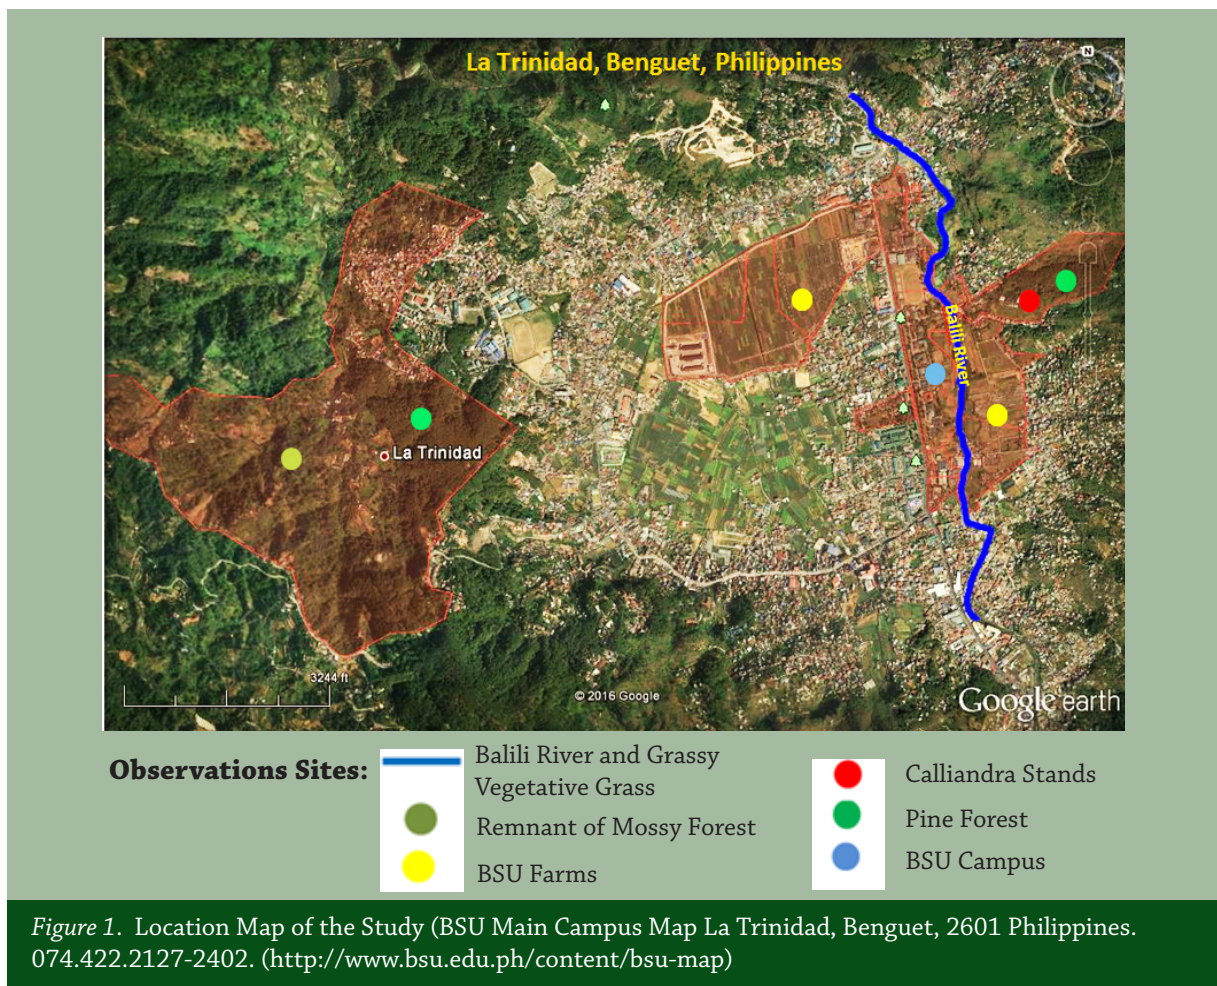 La Trinidad, Benguet, Philippines
N
Balili River
La Trinidad
3244 ft
© 2016 Google
Google earth
Observations Sites:
Balili River and Grassy
Vegetative Grass
Remnant of Mossy Forest
BSU Farms
Calliandra Stands
Pine Forest
BSU Campus
Figure 1. Location Map of the Study (BSU Main Campus Map La Trinidad, Benguet, 2601 Philippines.
074.422.2127-2402. (http://www.bsu.edu.ph/content/bsu-map)